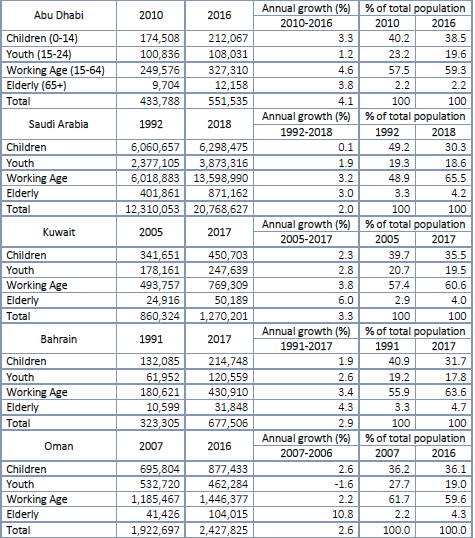 Abu Dhabi 2010 2016 Annual growth (%) % of total population
2010-2016 2010 2016
Children (0-14) 174,508 212,067 3.3 40.2 38.5
Youth (15-24) 100,836 108,031 1.2 23.2 19.6
Working Age (15-64) 249,576 327,310 4.6 57.5 59.3
Elderly (65+) 9,704 12,158 3.8 2.2 2.2
Total 433,788 551,535 4.1 100 100
Saudi Arabia 1992 2018 Annual growth (%) % of total population
1992-2018 1992 2018
Children 6,060,657 6,298,475 0.1 49.2 30.3
Youth 2,377,105 3,873,316 1.9 19.3 18.6
Working Age 6,018,883 13,598,990 3.2 48.9 65.5
Elderly 401,861 871,162 3.0 3.3 4.2
Total 12,310,053 20,768,627 2.0 100 100
Kuwait 2005 2017 Annual growth (%) % of total population
2005-2017 2005 2017
Children 341,651 450,703 2.3 39.7 35.5
Youth 178,161 247,639 2.8 20.7 19.5
Working Age 493,757 769,309 3.8 57.4 60.6
Elderly 24,916 50,189 6.0 2.9 4.0
Total 860,324 1,270,201 3.3 100 100
Bahrain 1991 2017 Annual growth (%) % of total population
1991-2017 1991 2017
Children 132,085 214,748 1.9 40.9 31.7
Youth 61,952 120,559 2.6 19.2 17.8
Working Age 180,621 430,910 3.4 55.9 63.6
Elderly 10,599 31,848 4.3 3.3 4.7
Total 323,305 677,506 2.9 100 100
Oman 2007 2016 Annual growth (%) % of total population
2007-2006 2007 2016
Children 695,804 877,433 2.6 36.2 36.1
Youth 532,720 462,284 -1.6 27.7 19.0
Working Age 1,185,467 1,446,377 2.2 61.7 59.6
Elderly 41,426 104,015 10.8 2.2 4.3
Total 1,922,697 2,427,825 2.6 100.0 100.0